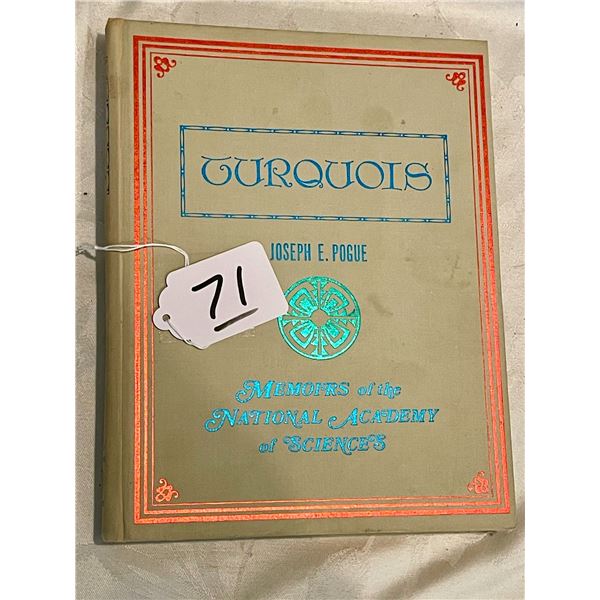 TURQUOIS
JOSEPH E. POGUE
71
MEMOIRS of the
NATIONAL ACADEMY
of SCIENCES